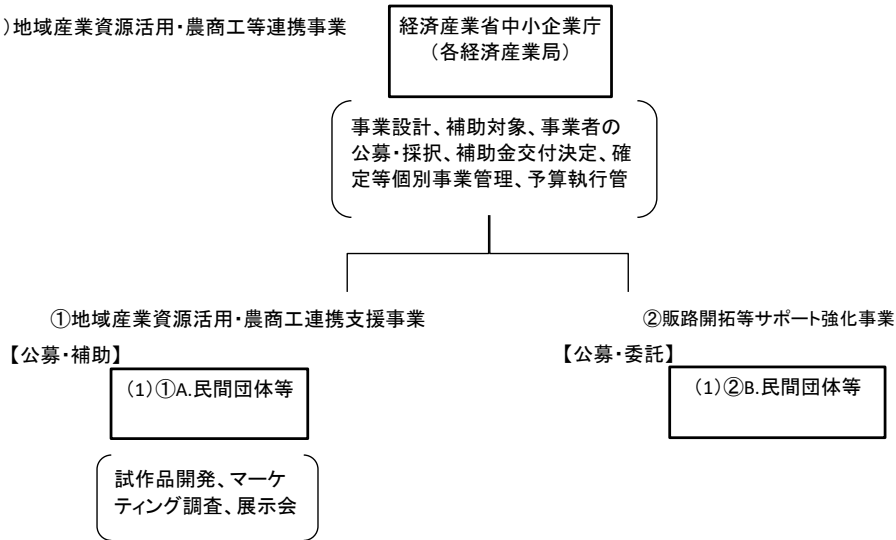 )地域産業資源活用・農商工等連携事業
経済産業省中小企業庁
(各経済産業局)
事業設計、補助対象、事業者の
公募・採択、補助金交付決定、確
定等個別事業管理、予算執行管
①地域産業資源活用・農商工連携支援事業
②販路開拓等サポート強化事業
【公募・補助】
【公募・委託】
(1)①A.民間団体等
(1)②B.民間団体等
試作品開発、マーケ
ティング調査、展示会